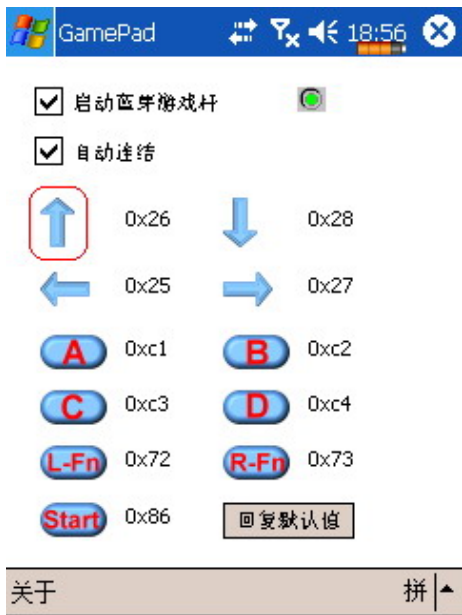 GamePad 18:56
启动蓝芽游戏杆
自动连结
0x26 0x28
0x25 0x27
A 0xc1 B 0xc2
C 0xc3 D 0xc4
L-Fn 0x72 R-Fn 0x73
Start 0x86 回复默认值
关于 拼